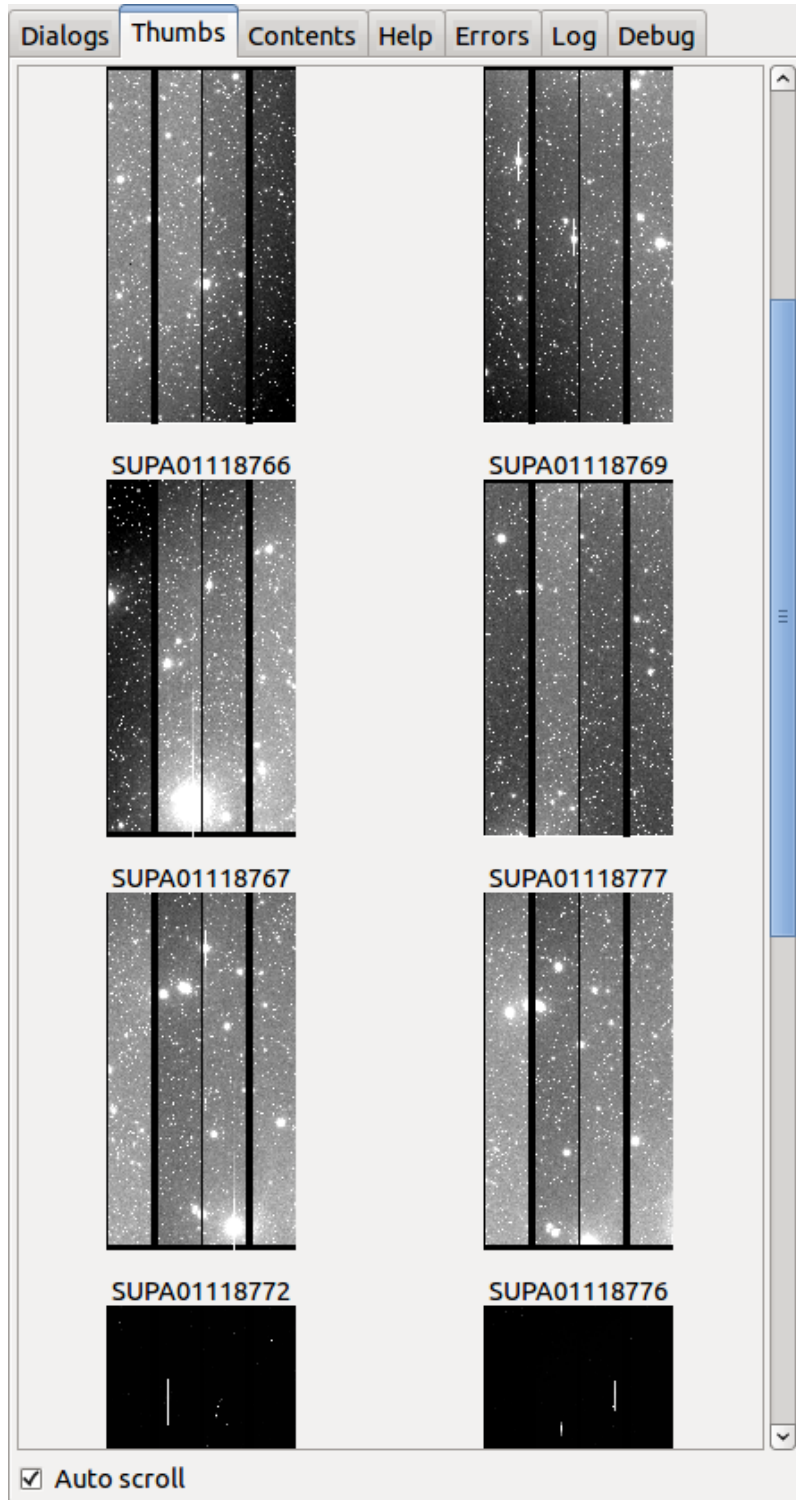 Dialogs Thumbs Contents Help Errors Log Debug
SUPA01118766 SUPA01118769
SUPA01118767 SUPA01118777
SUPA01118772 SUPA01118776
Auto scroll